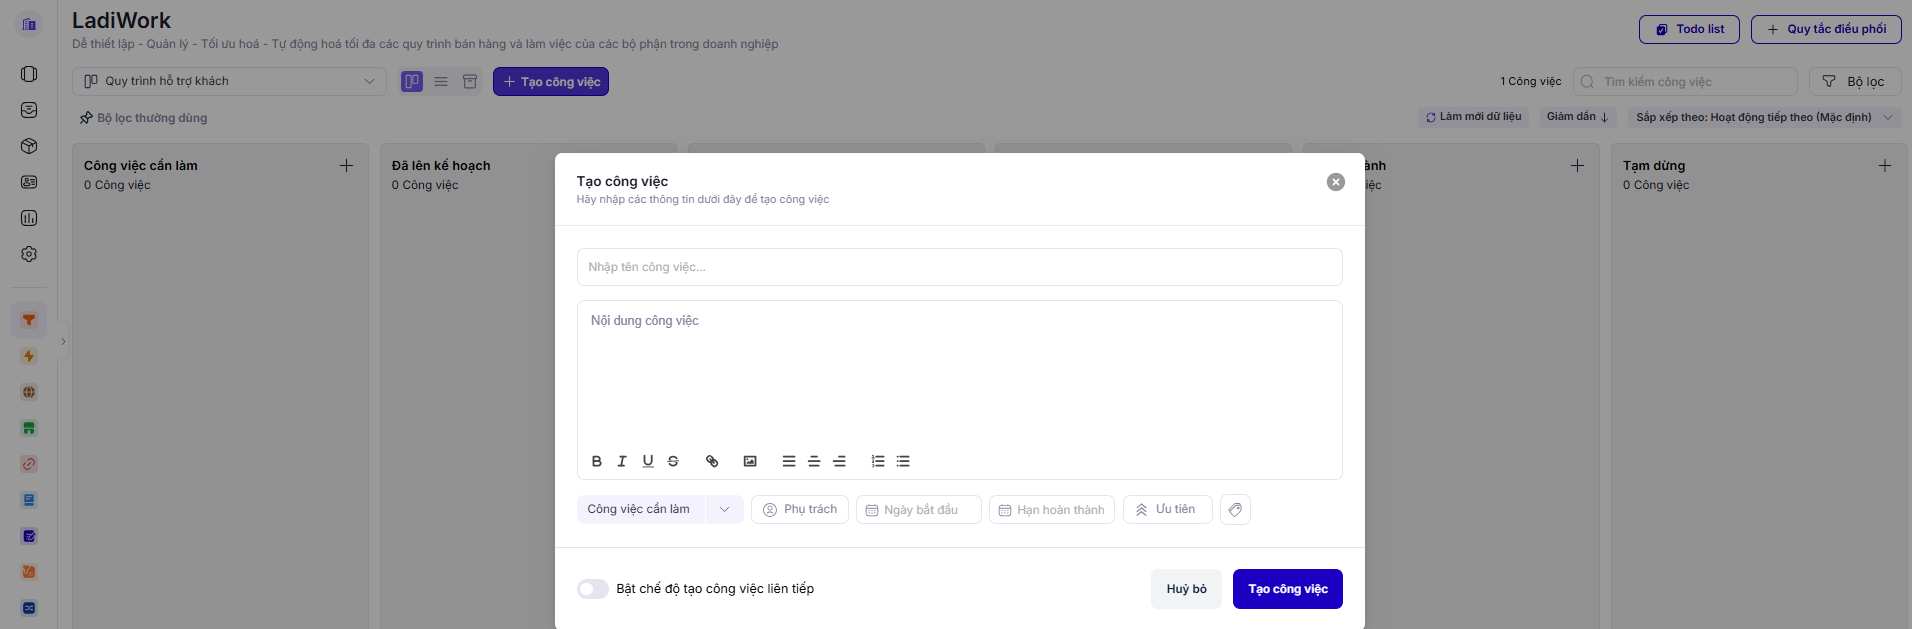 LadiWork
Dễ thiết lập - Quản lý - Tối ưu hoá - Tự động hoá tối đa các quy trình bán hàng và làm việc của các bộ phận trong doanh nghiệp
Todo list
Quy tắc điều phối
Quy trình hỗ trợ khách
Tạo công việc
1 Công việc
Tìm kiếm công việc
Bộ lọc
Bộ lọc thường dùng
Làm mới dữ liệu
Giảm dần
Sắp xếp theo: Hoạt động tiếp theo (Mặc định)
Công việc cần làm
0 Công việc
Đã lên kế hoạch
0 Công việc
ành
iệc
Tạm dừng
0 Công việc
Tạo công việc
Hãy nhập các thông tin dưới đây để tạo công việc
Nhập tên công việc...
Nội dung công việc
Công việc cần làm
Phụ trách
Ngày bắt đầu
Hạn hoàn thành
Ưu tiên
Bật chế độ tạo công việc liên tiếp
Huỷ bỏ
Tạo công việc